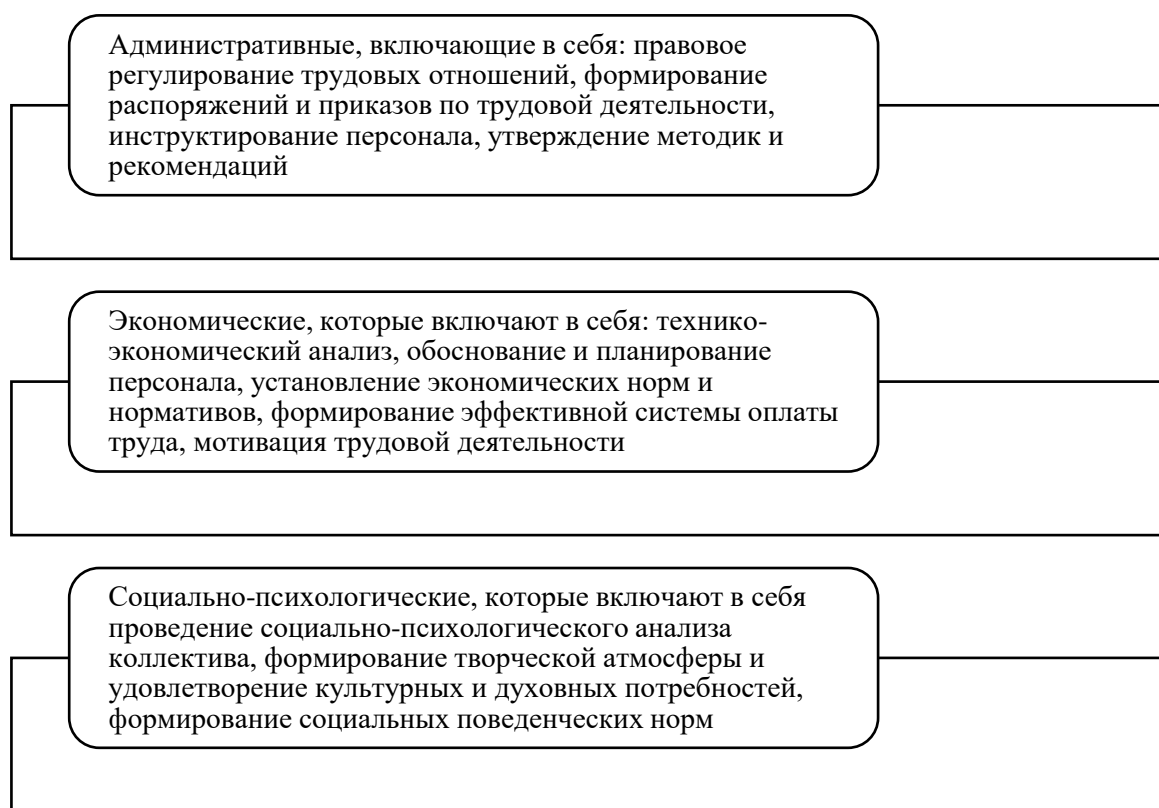 Административные, включающие в себя: правовое
регулирование трудовых отношений, формирование
распоряжений и приказов по трудовой деятельности,
инструктирование персонала, утверждение методик и
рекомендаций
Экономические, которые включают в себя: технико-
экономический анализ, обоснование и планирование
персонала, установление экономических норм и
нормативов, формирование эффективной системы оплаты
труда, мотивация трудовой деятельности
Социально-психологические, которые включают в себя
проведение социально-психологического анализа
коллектива, формирование творческой атмосферы и
удовлетворение культурных и духовных потребностей,
формирование социальных поведенческих норм